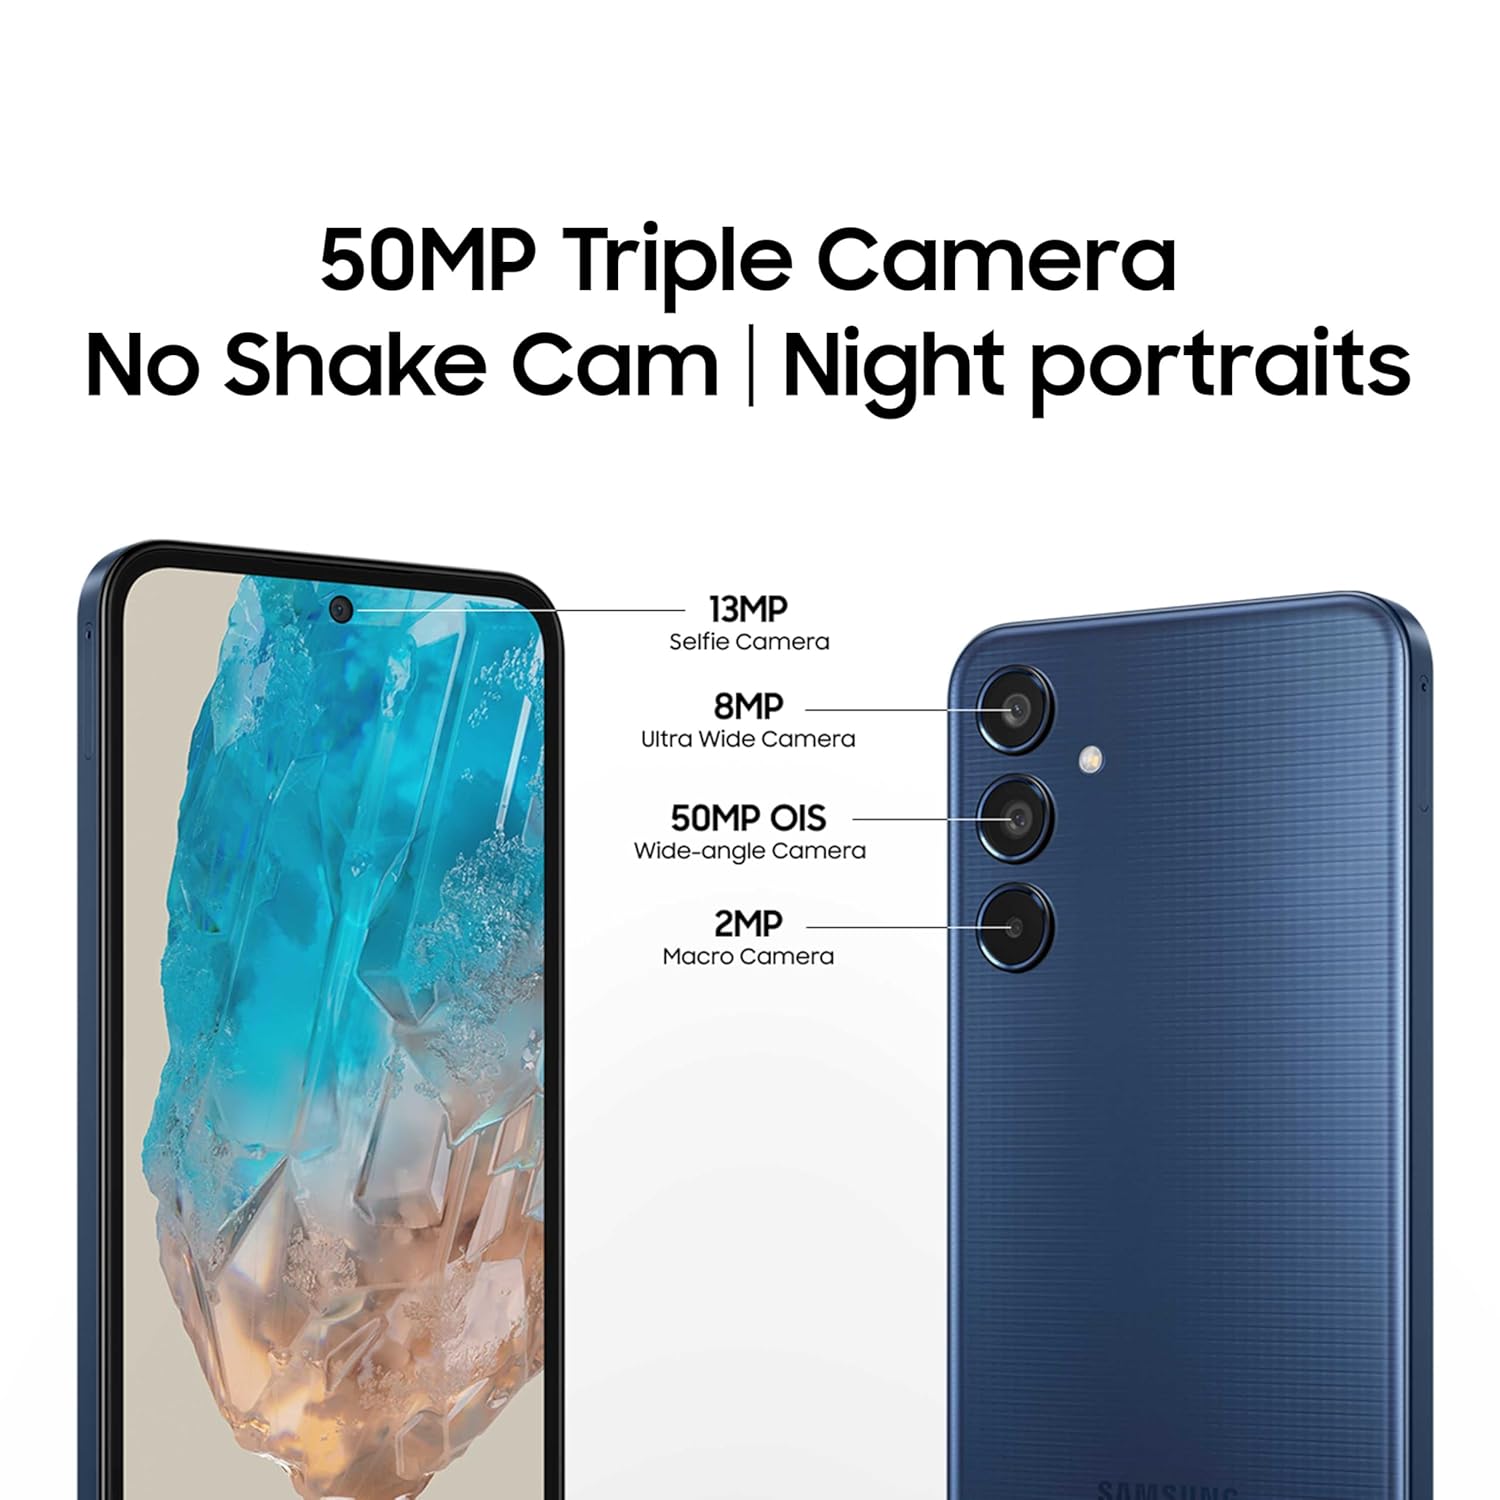 50MP Triple Camera
No Shake Cam | Night portraits
13MP
Selfie Camera
8MP
Ultra Wide Camera
50MP OIS
Wide-angle Camera
2MP
Macro Camera
SAMSUNG